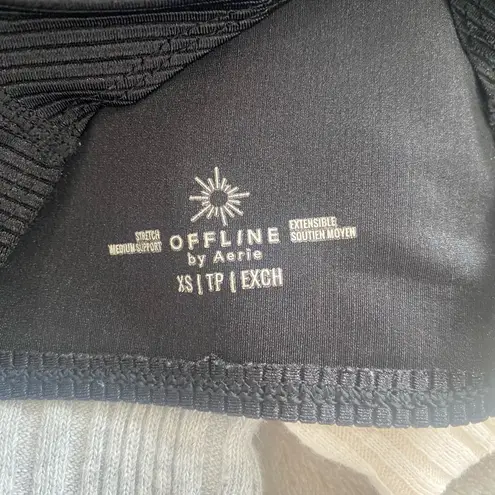 STRETCH
MEDIUM SUPPORT
OFFLINE
by Aerie
EXTENSIBLE
SOUTIEN MOYEN
XS | TP | EXCH